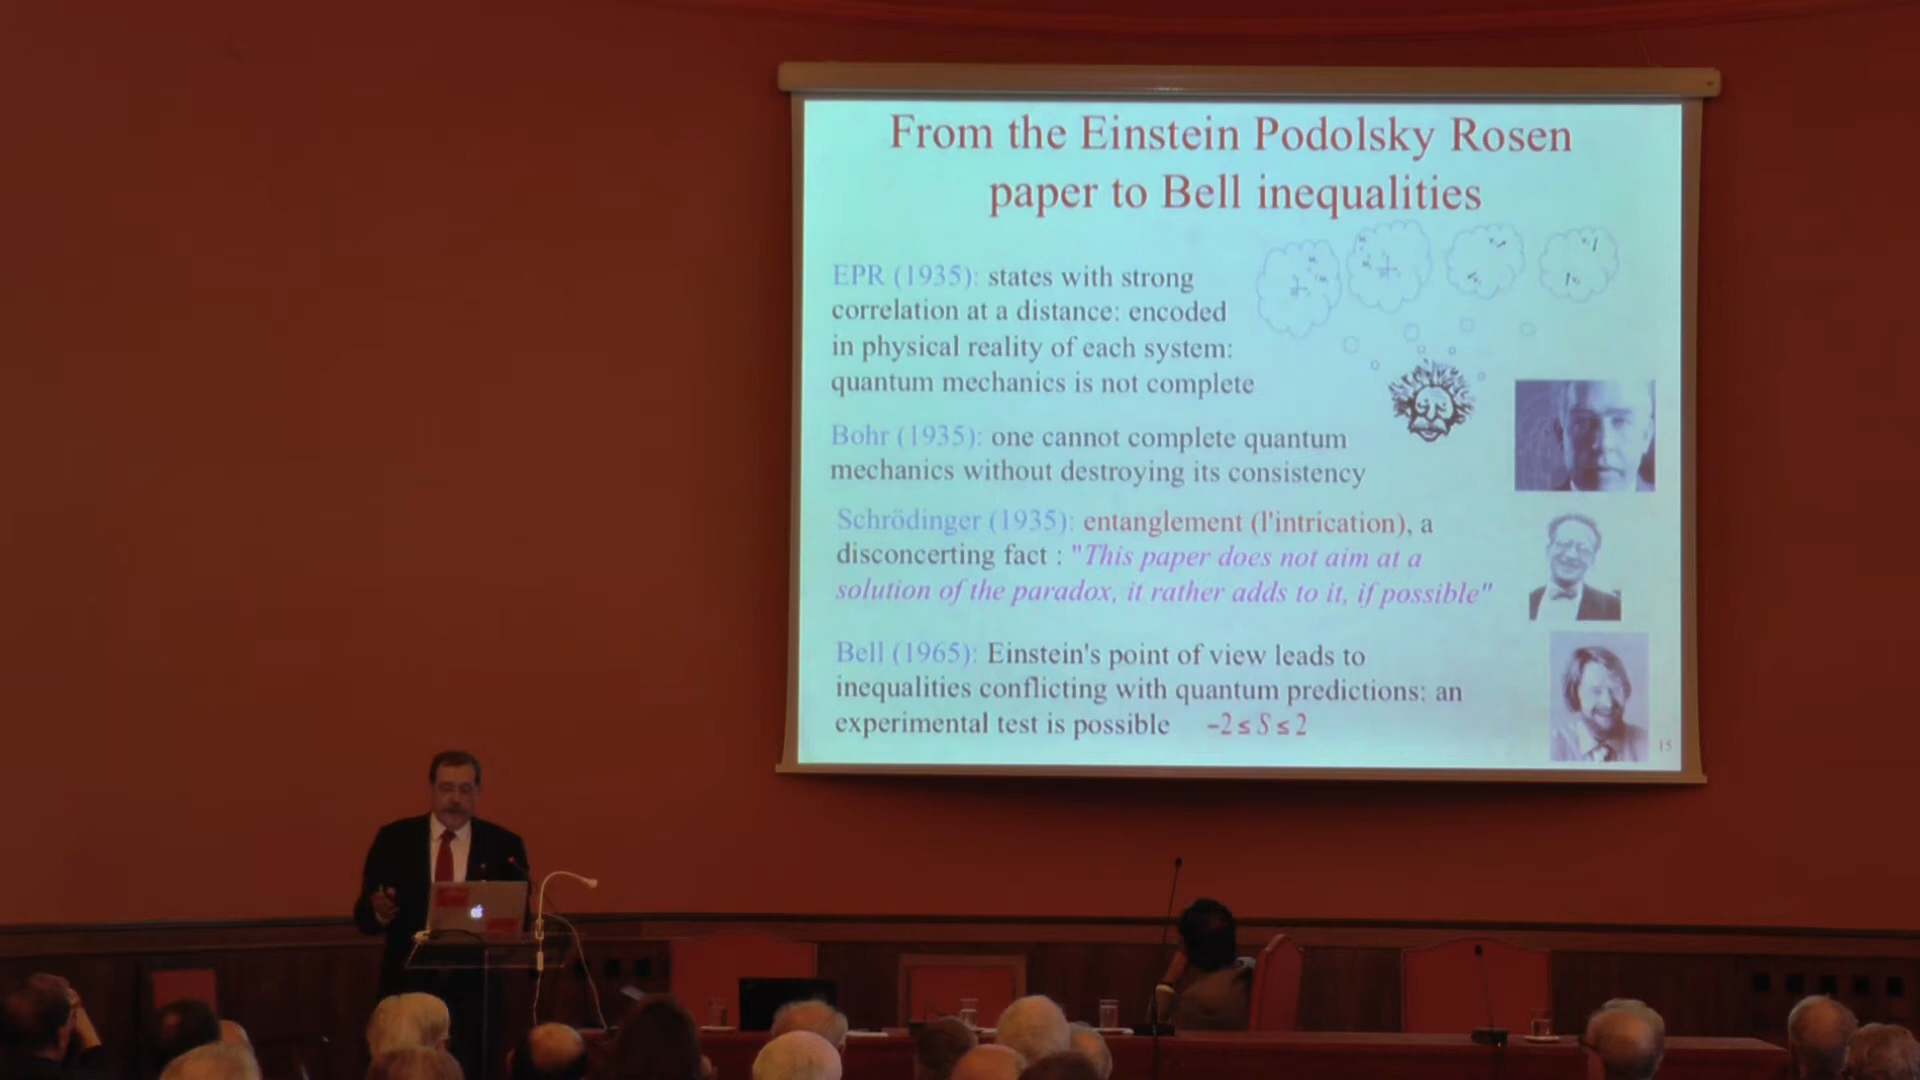 From the Einstein Podolsky Rosen
paper to Bell inequalities
EPR (1935): states with strong
correlation at a distance: encoded
in physical reality of each system:
quantum mechanics is not complete
Bohr (1935): one cannot complete quantum
mechanics without destroying its consistency
Schrödinger (1935): entanglement (l'intrication), a
disconcerting fact : "This paper does not aim at a
solution of the paradox, it rather adds to it, if possible"
Bell (1965): Einstein's point of view leads to
inequalities conflicting with quantum predictions: an
experimental test is possible −2 ≤ S ≤ 2
15